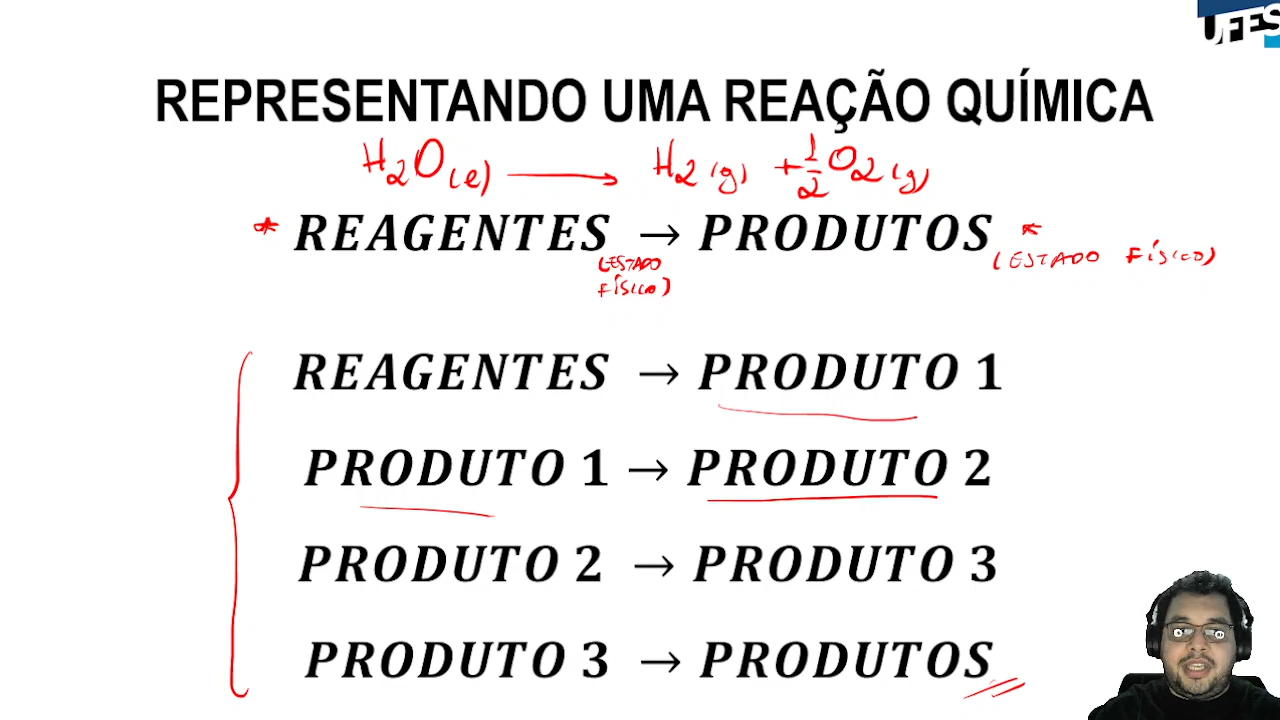 UFES
REPRESENTANDO UMA REAÇÃO QUÍMICA
H2O(l) → H2(g) + 1/2 O2(g)
* REAGENTES → PRODUTOS *
(ESTADO FÍSICO) (ESTADO FÍSICO)
REAGENTES → PRODUTO 1
PRODUTO 1 → PRODUTO 2
PRODUTO 2 → PRODUTO 3
PRODUTO 3 → PRODUTOS